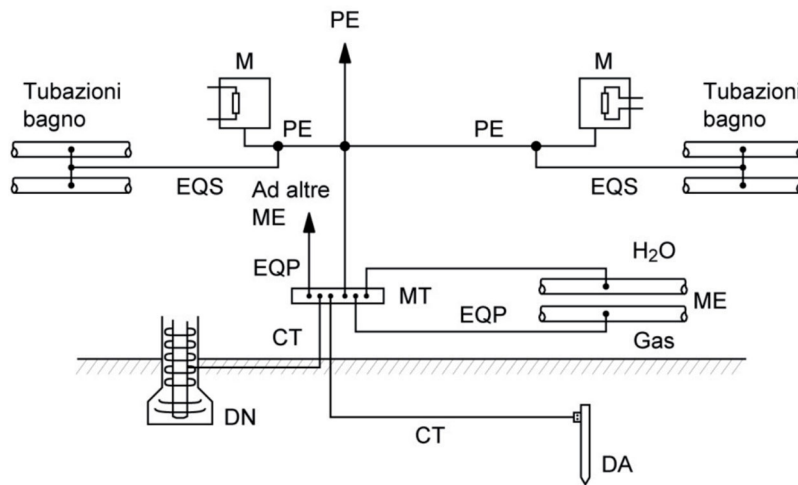 PE
M
M
Tubazioni
bagno
PE
PE
Tubazioni
bagno
EQS
Ad altre
ME
EQS
EQP
MT
H₂O
ME
EQP
Gas
CT
DN
CT
DA